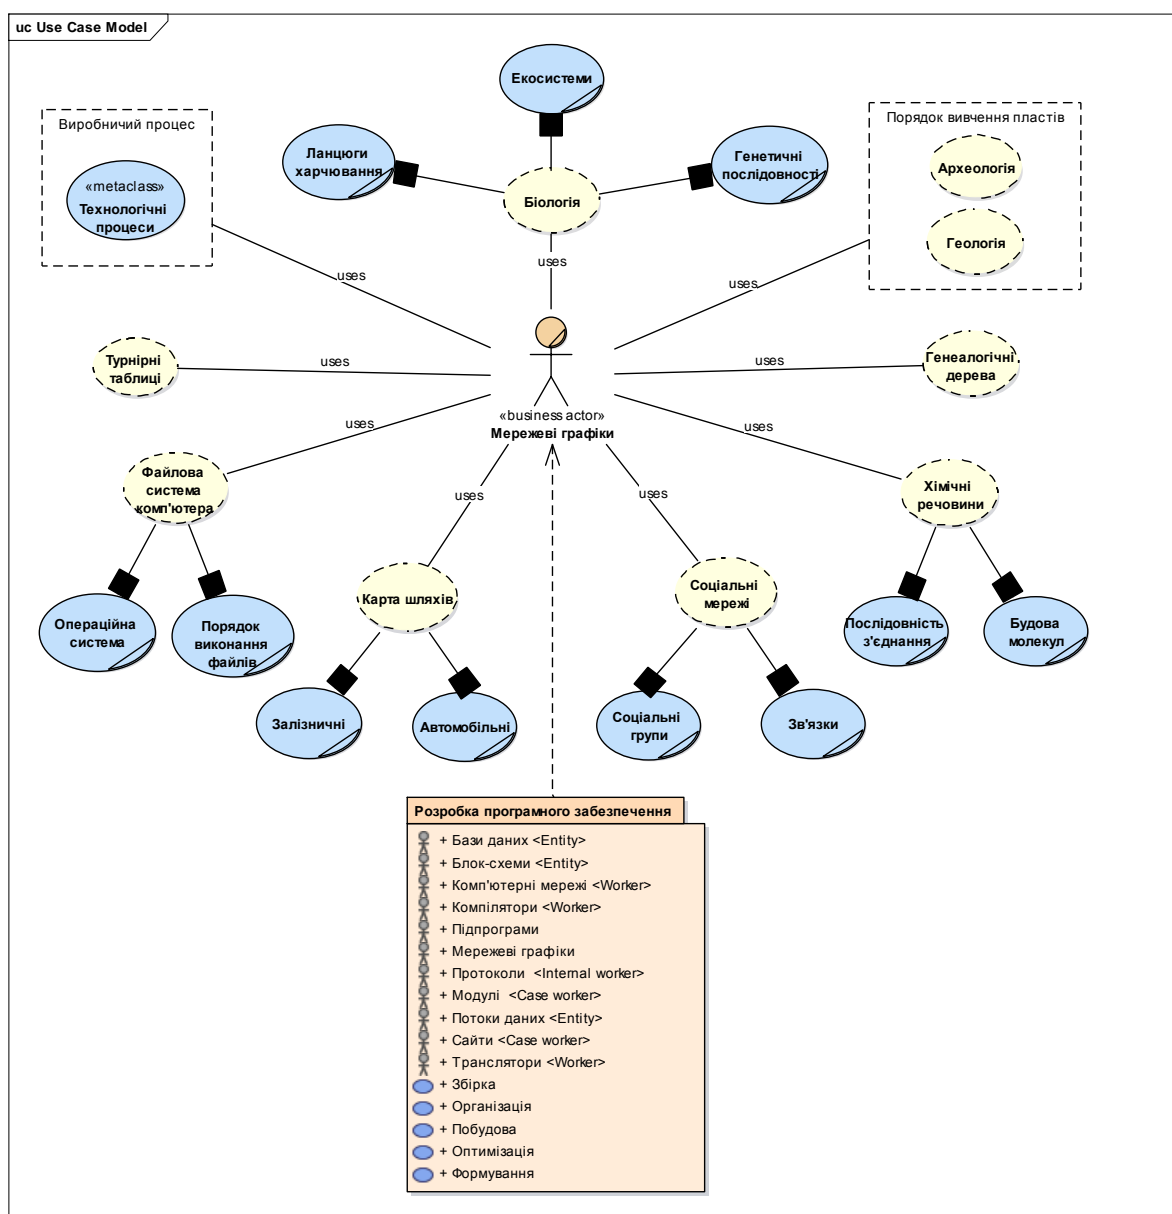 uc Use Case Model
Екосистеми
Виробничий процес
«metaclass»
Технологічні
процеси
Ланцюги
харчювання
Генетичні
послідовності
Біологія
Порядок вивчення пластів
Археологія
Геологія
uses
uses
uses
Турнірні
таблиці
uses
uses
Генеалогічні
дерева
«business actor»
Мережеві графіки
uses
uses
Файлова
система
комп'ютера
Хімічні
речовини
uses
uses
Карта шляхів
Соціальні
мережі
Операційна
система
Порядок
виконання
файлів
Послідовність
з'єднання
Будова
молекул
Залізничні
Автомобільні
Соціальні
групи
Зв'язки
Розробка програмного забезпечення
+ Бази даних <Entity>
+ Блок-схеми <Entity>
+ Комп'ютерні мережі <Worker>
+ Компілятори <Worker>
+ Підпрограми
+ Мережеві графіки
+ Протоколи <Internal worker>
+ Модулі <Case worker>
+ Потоки даних <Entity>
+ Сайти <Case worker>
+ Транслятори <Worker>
+ Збірка
+ Організація
+ Побудова
+ Оптимізація
+ Формування